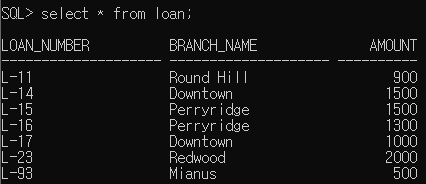 SQL> select * from loan;
LOAN_NUMBER BRANCH_NAME AMOUNT
-------------------- -------------------- ----------
L-11 Round Hill 900
L-14 Downtown 1500
L-15 Perryridge 1500
L-16 Perryridge 1300
L-17 Downtown 1000
L-23 Redwood 2000
L-93 Mianus 500